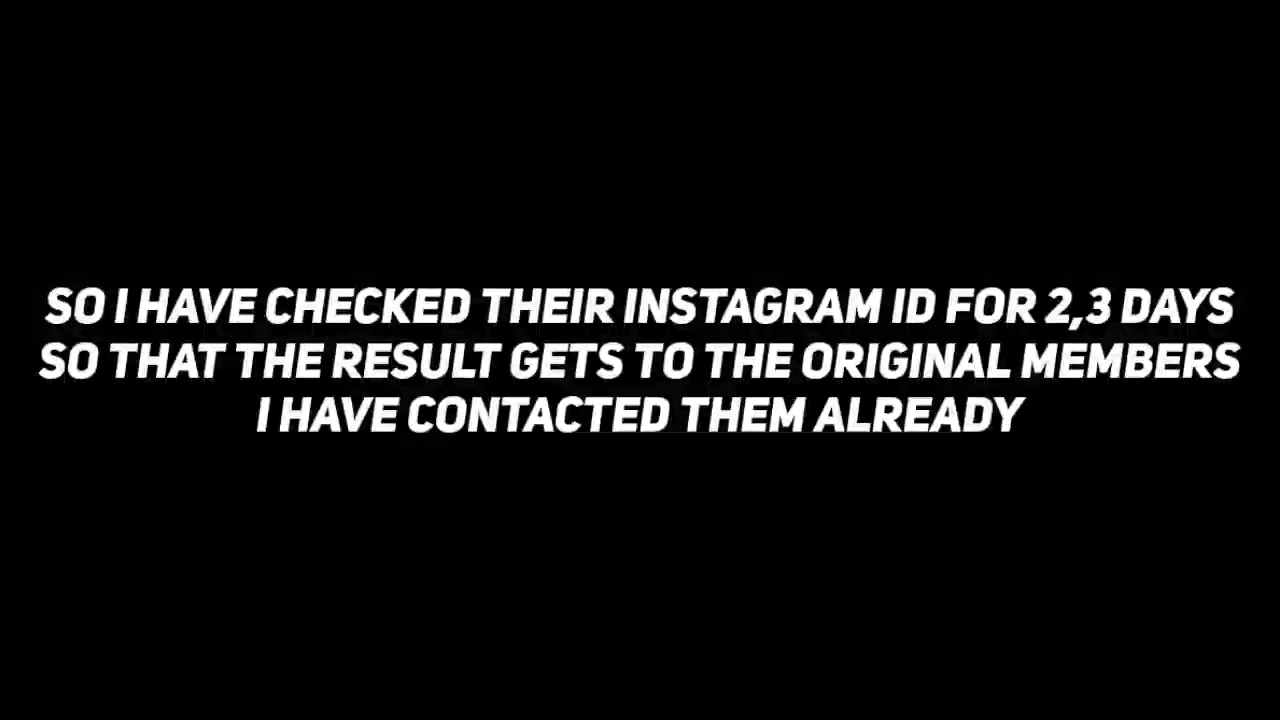 SO I HAVE CHECKED THEIR INSTAGRAM ID FOR 2,3 DAYS
SO THAT THE RESULT GETS TO THE ORIGINAL MEMBERS
I HAVE CONTACTED THEM ALREADY